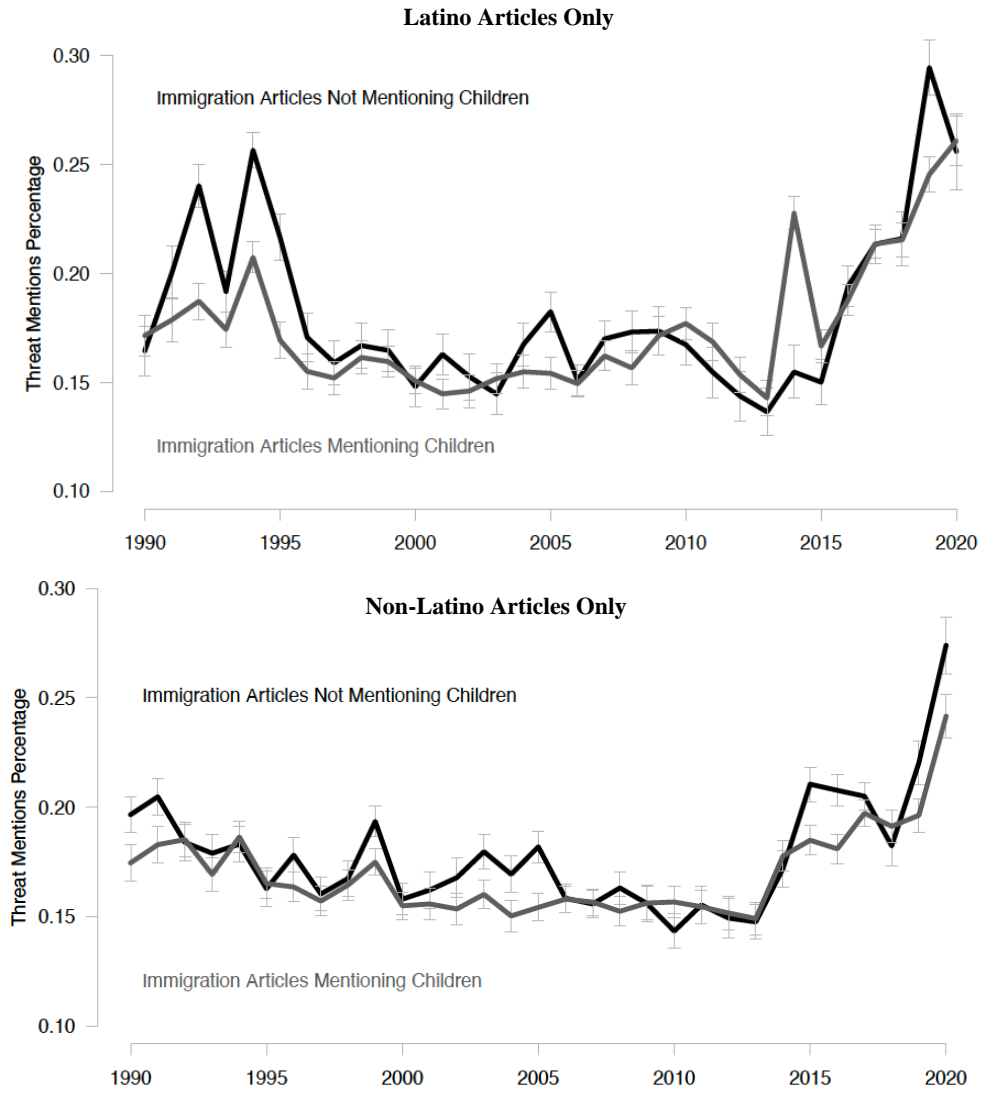 Latino Articles Only
0.30
Immigration Articles Not Mentioning Children
0.25
0.20
0.15
Immigration Articles Mentioning Children
0.10
Threat Mentions Percentage
1990 1995 2000 2005 2010 2015 2020
0.30
Non-Latino Articles Only
Immigration Articles Not Mentioning Children
0.25
0.20
0.15
Immigration Articles Mentioning Children
0.10
Threat Mentions Percentage
1990 1995 2000 2005 2010 2015 2020